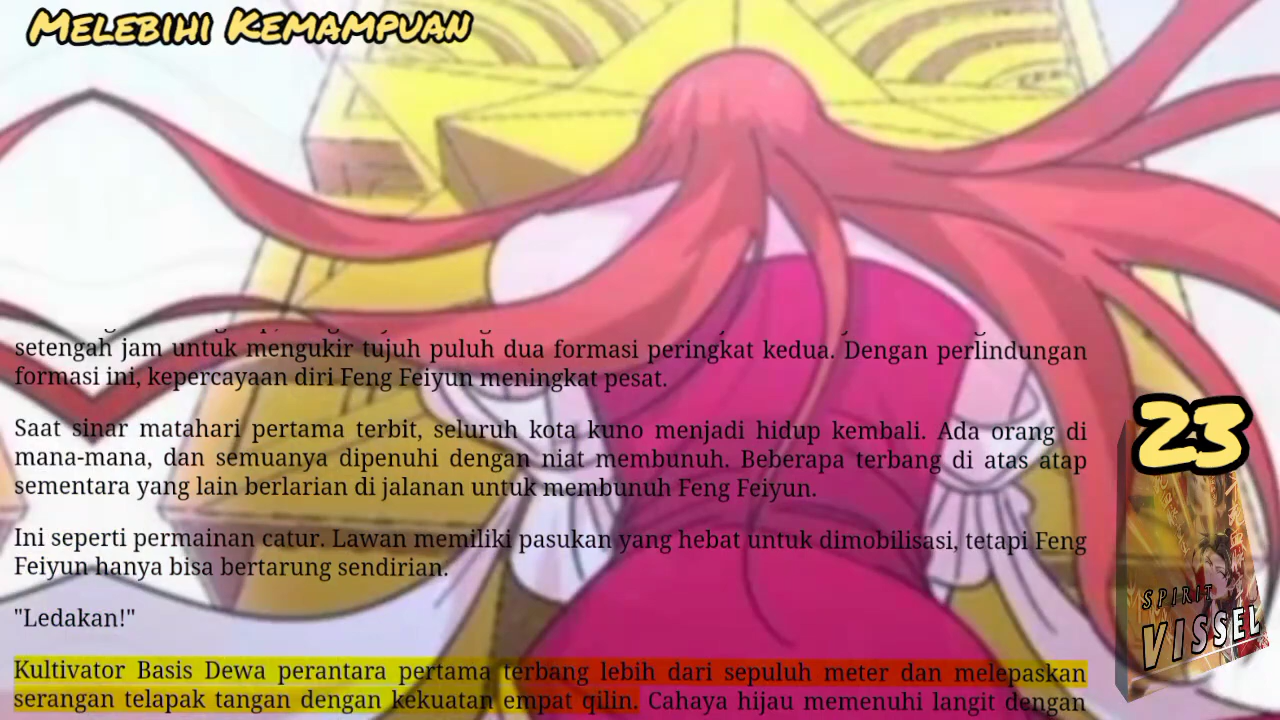 Melebihi Kemampuan
setengah jam untuk mengukir tujuh puluh dua formasi peringkat kedua. Dengan perlindungan
formasi ini, kepercayaan diri Feng Feiyun meningkat pesat.
Saat sinar matahari pertama terbit, seluruh kota kuno menjadi hidup kembali. Ada orang di
mana-mana, dan semuanya dipenuhi dengan niat membunuh. Beberapa terbang di atas atap
sementara yang lain berlarian di jalanan untuk membunuh Feng Feiyun.
Ini seperti permainan catur. Lawan memiliki pasukan yang hebat untuk dimobilisasi, tetapi Feng
Feiyun hanya bisa bertarung sendirian.
"Ledakan!"
Kultivator Basis Dewa perantara pertama terbang lebih dari sepuluh meter dan melepaskan
serangan telapak tangan dengan kekuatan empat qilin. Cahaya hijau memenuhi langit dengan
23
SPIRIT
VISSEL